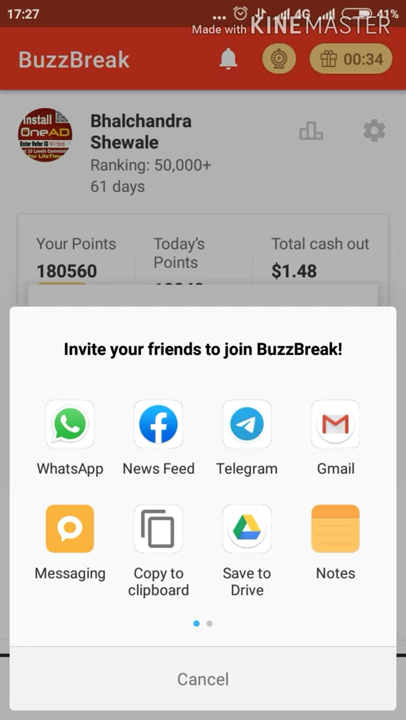 17:27 ... 4G 41%
Made with KINEMASTER
BuzzBreak 00:34
Install
OneAD
Bhalchandra
Shewale
Ranking: 50,000+
61 days
Your Points
180560
Today's
Points
Total cash out
$1.48
Invite your friends to join BuzzBreak!
WhatsApp
News Feed
Telegram
Gmail
Messaging
Copy to
clipboard
Save to
Drive
Notes
Cancel